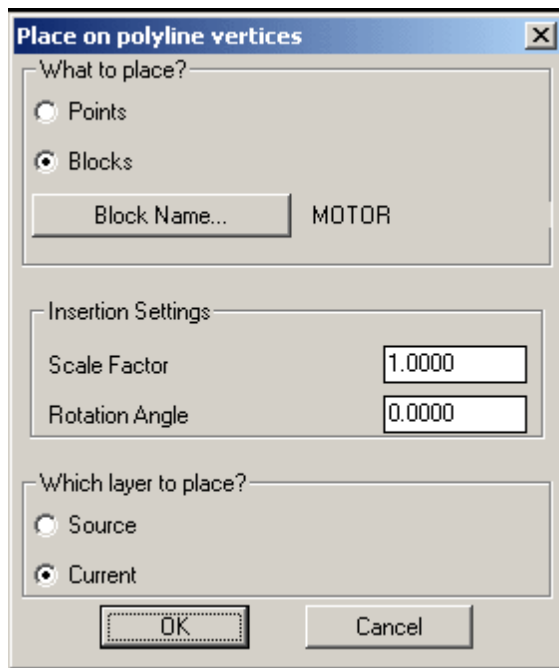 Place on polyline vertices
What to place?
Points
Blocks
Block Name... MOTOR
Insertion Settings
Scale Factor 1.0000
Rotation Angle 0.0000
Which layer to place?
Source
Current
OK Cancel